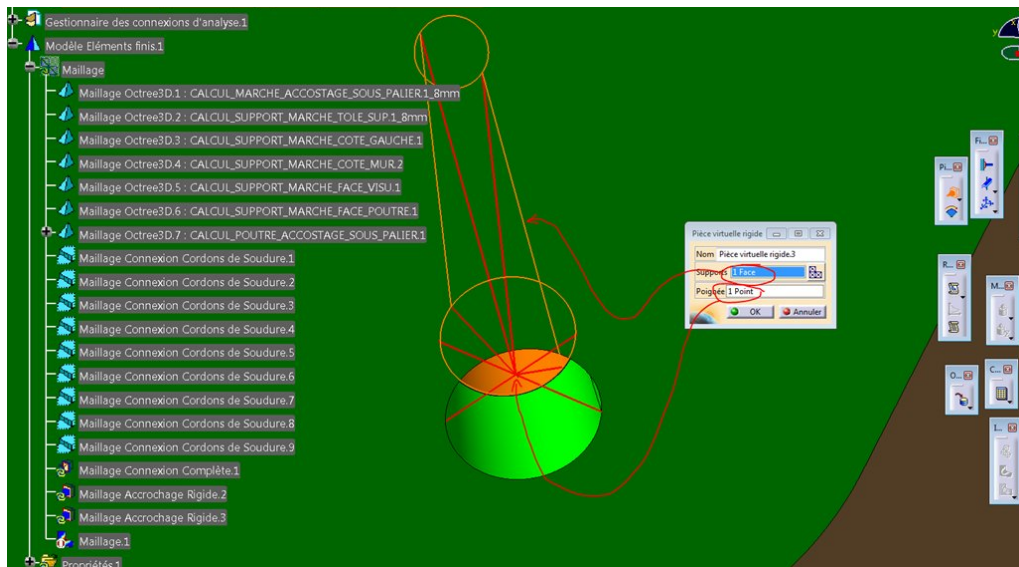 Gestionnaire des connexions d'analyse.1
Modèle Eléments finis.1
Maillage
Maillage Octree3D.1 : CALCUL_MARCHE_ACCOSTAGE_SOUS_PALIER.1_8mm
Maillage Octree3D.2 : CALCUL_SUPPORT_MARCHE_TOLE_SUP.1_8mm
Maillage Octree3D.3 : CALCUL_SUPPORT_MARCHE_COTE_GAUCHE.1
Maillage Octree3D.4 : CALCUL_SUPPORT_MARCHE_COTE_MUR.2
Maillage Octree3D.5 : CALCUL_SUPPORT_MARCHE_FACE_VISU.1
Maillage Octree3D.6 : CALCUL_SUPPORT_MARCHE_FACE_POUTRE.1
Maillage Octree3D.7 : CALCUL_POUTRE_ACCOSTAGE_SOUS_PALIER.1
Maillage Connexion Cordons de Soudure.1
Maillage Connexion Cordons de Soudure.2
Maillage Connexion Cordons de Soudure.3
Maillage Connexion Cordons de Soudure.4
Maillage Connexion Cordons de Soudure.5
Maillage Connexion Cordons de Soudure.6
Maillage Connexion Cordons de Soudure.7
Maillage Connexion Cordons de Soudure.8
Maillage Connexion Cordons de Soudure.9
Maillage Connexion Complête.1
Maillage Accrochage Rigide.2
Maillage Accrochage Rigide.3
Maillage.1
Propriétés.1
Pièce virtuelle rigide
Nom Pièce virtuelle rigide.3
Supports 1 Face
Poignée 1 Point
OK Annuler
y
x
Fi...
Pi...
R...
M...
O...
C...
I...